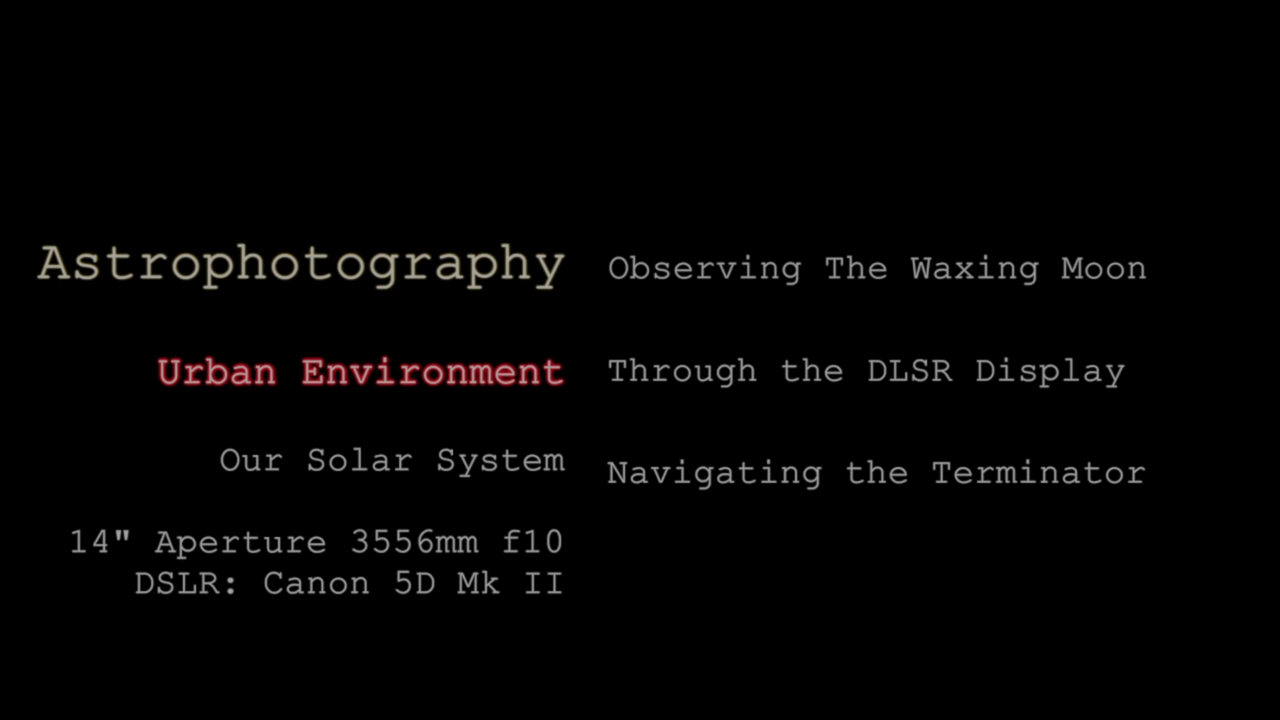 Astrophotography
Urban Environment
Our Solar System
14" Aperture 3556mm f10
DSLR: Canon 5D Mk II
Observing The Waxing Moon
Through the DLSR Display
Navigating the Terminator